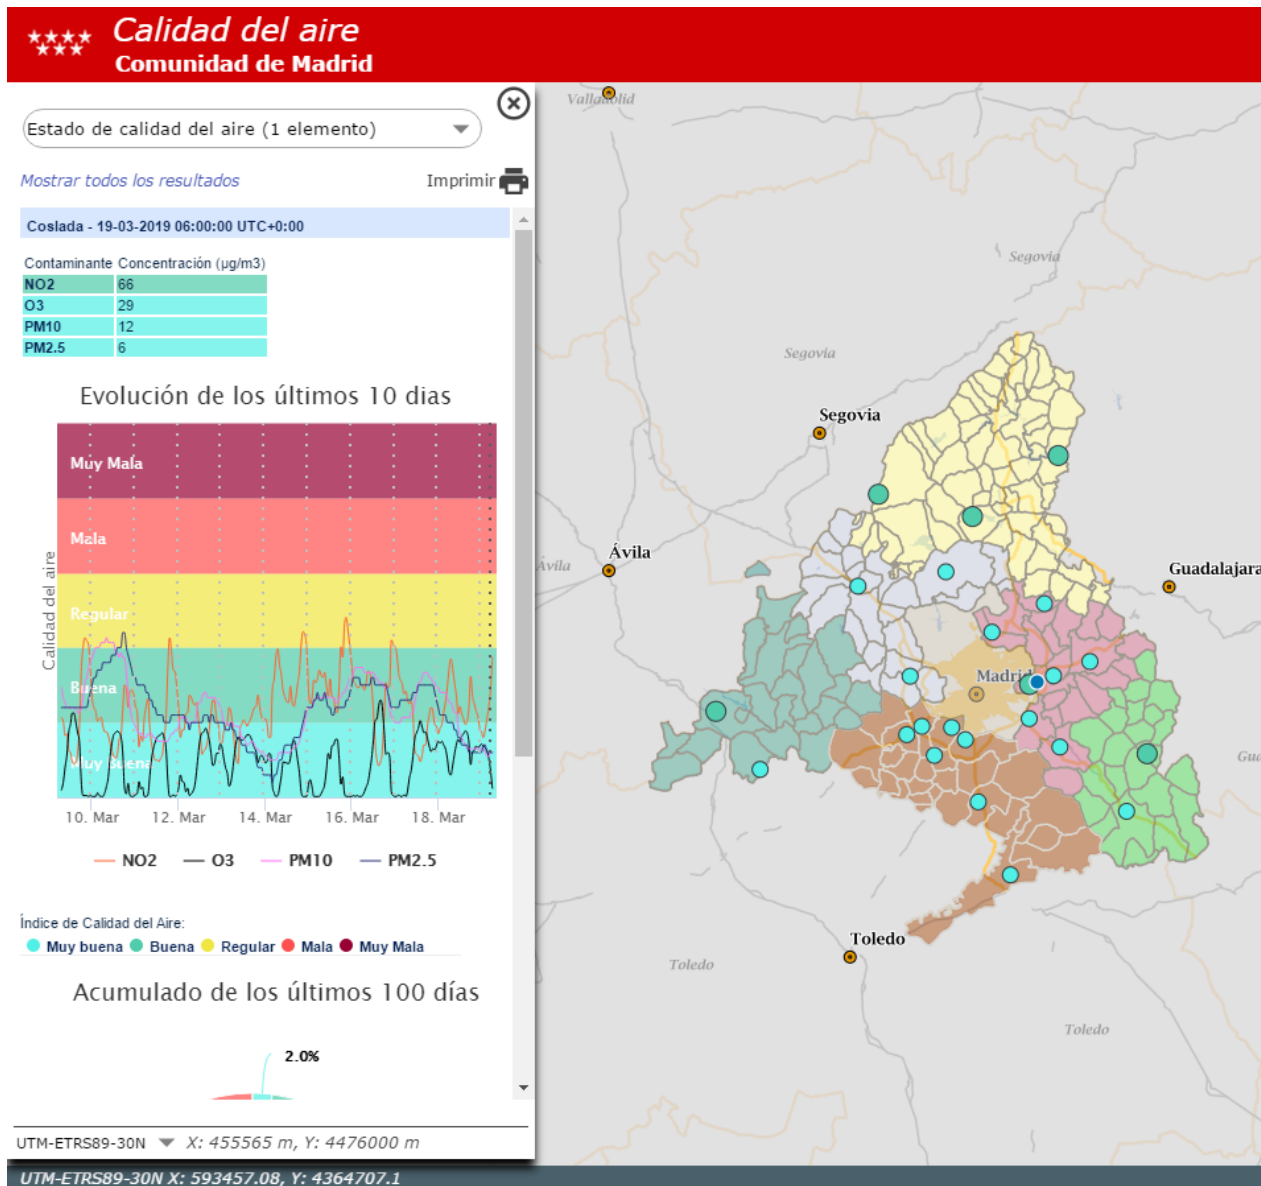 Calidad del aire
Comunidad de Madrid
Estado de calidad del aire (1 elemento)
Mostrar todos los resultados
Imprimir
Coslada - 19-03-2019 06:00:00 UTC+0:00
Contaminante Concentración (µg/m3)
NO2 66
O3 29
PM10 12
PM2.5 6
Evolución de los últimos 10 dias
Calidad del aire
Muy Mala
Mala
Regular
Buena
Muy Buena
10. Mar 12. Mar 14. Mar 16. Mar 18. Mar
NO2 O3 PM10 PM2.5
Índice de Calidad del Aire:
Muy buena Buena Regular Mala Muy Mala
Acumulado de los últimos 100 días
2.0%
UTM-ETRS89-30N X: 455565 m, Y: 4476000 m
UTM-ETRS89-30N X: 593457.08, Y: 4364707.1
Valladolid
Segovia
Segovia
Segovia
Ávila
Ávila
Guadalajara
Madrid
Gua
Toledo
Toledo
Toledo